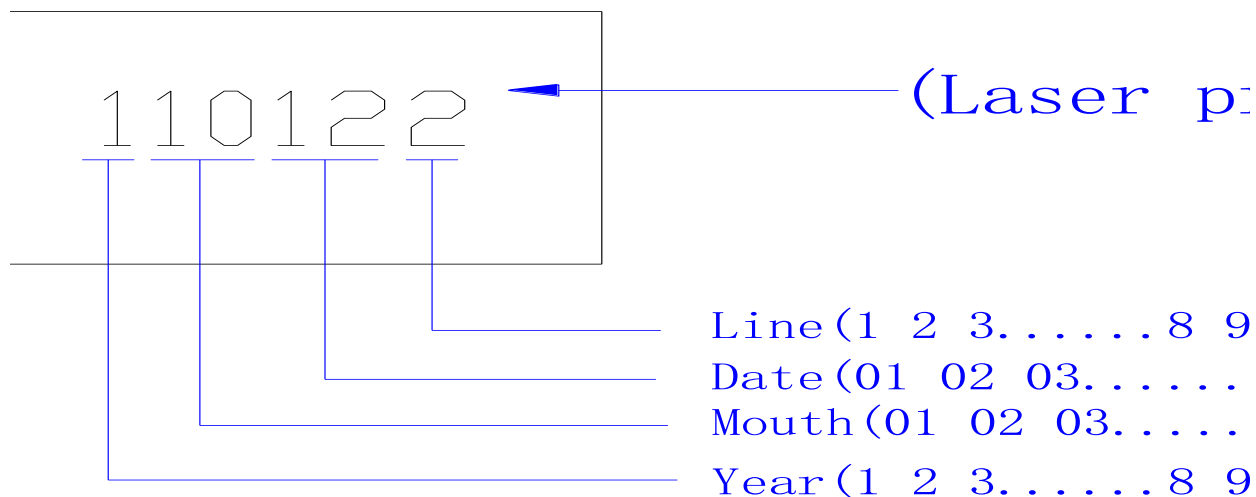 110122
(Laser
Line(1 2 3......8 9
Date(01 02 03......
Mouth(01 02 03.....
Year(1 2 3......8 9